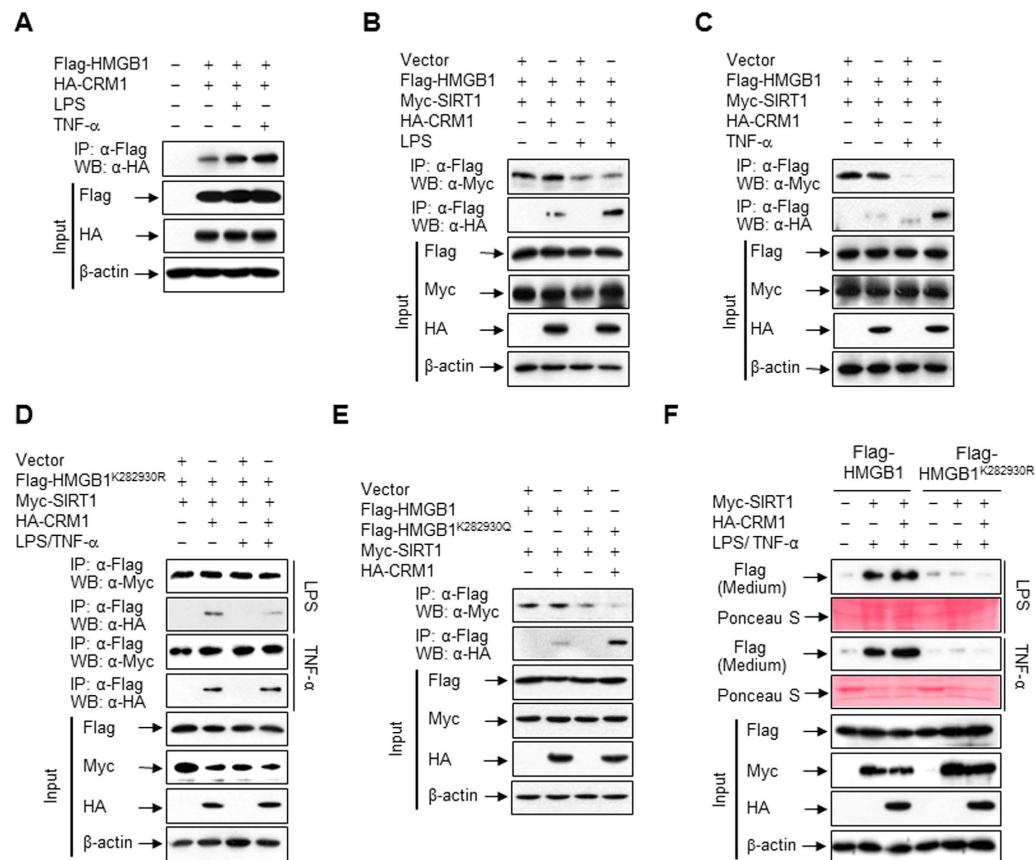 A
Flag-HMGB1 – + + +
HA-CRM1 – + + +
LPS – – + –
TNF-α – – – +
IP: α-Flag
WB: α-HA
Flag
HA
β-actin
Input
B
Vector + – + –
Flag-HMGB1 + + + +
Myc-SIRT1 + + + +
HA-CRM1 – + – +
LPS – – + +
IP: α-Flag
WB: α-Myc
IP: α-Flag
WB: α-HA
Flag
Myc
HA
β-actin
Input
C
Vector + – + –
Flag-HMGB1 + + + +
Myc-SIRT1 + + + +
HA-CRM1 – + – +
TNF-α – – + +
IP: α-Flag
WB: α-Myc
IP: α-Flag
WB: α-HA
Flag
Myc
HA
β-actin
Input
D
Vector + – + –
Flag-HMGB1K282930R + + + +
Myc-SIRT1 + + + +
HA-CRM1 – + – +
LPS/TNF-α – – + +
IP: α-Flag
WB: α-Myc
IP: α-Flag
WB: α-HA
LPS
IP: α-Flag
WB: α-Myc
IP: α-Flag
WB: α-HA
TNF-α
Flag
Myc
HA
β-actin
Input
E
Vector + – + –
Flag-HMGB1 + + – –
Flag-HMGB1K282930Q – – + +
Myc-SIRT1 + + + +
HA-CRM1 – + – +
IP: α-Flag
WB: α-Myc
IP: α-Flag
WB: α-HA
Flag
Myc
HA
β-actin
Input
F
Flag-
HMGB1
Flag-
HMGB1K282930R
Myc-SIRT1 – + + – + +
HA-CRM1 – – + – – +
LPS/ TNF-α – + + – + +
Flag
(Medium)
Ponceau S
LPS
Flag
(Medium)
Ponceau S
TNF-α
Flag
Myc
HA
β-actin
Input